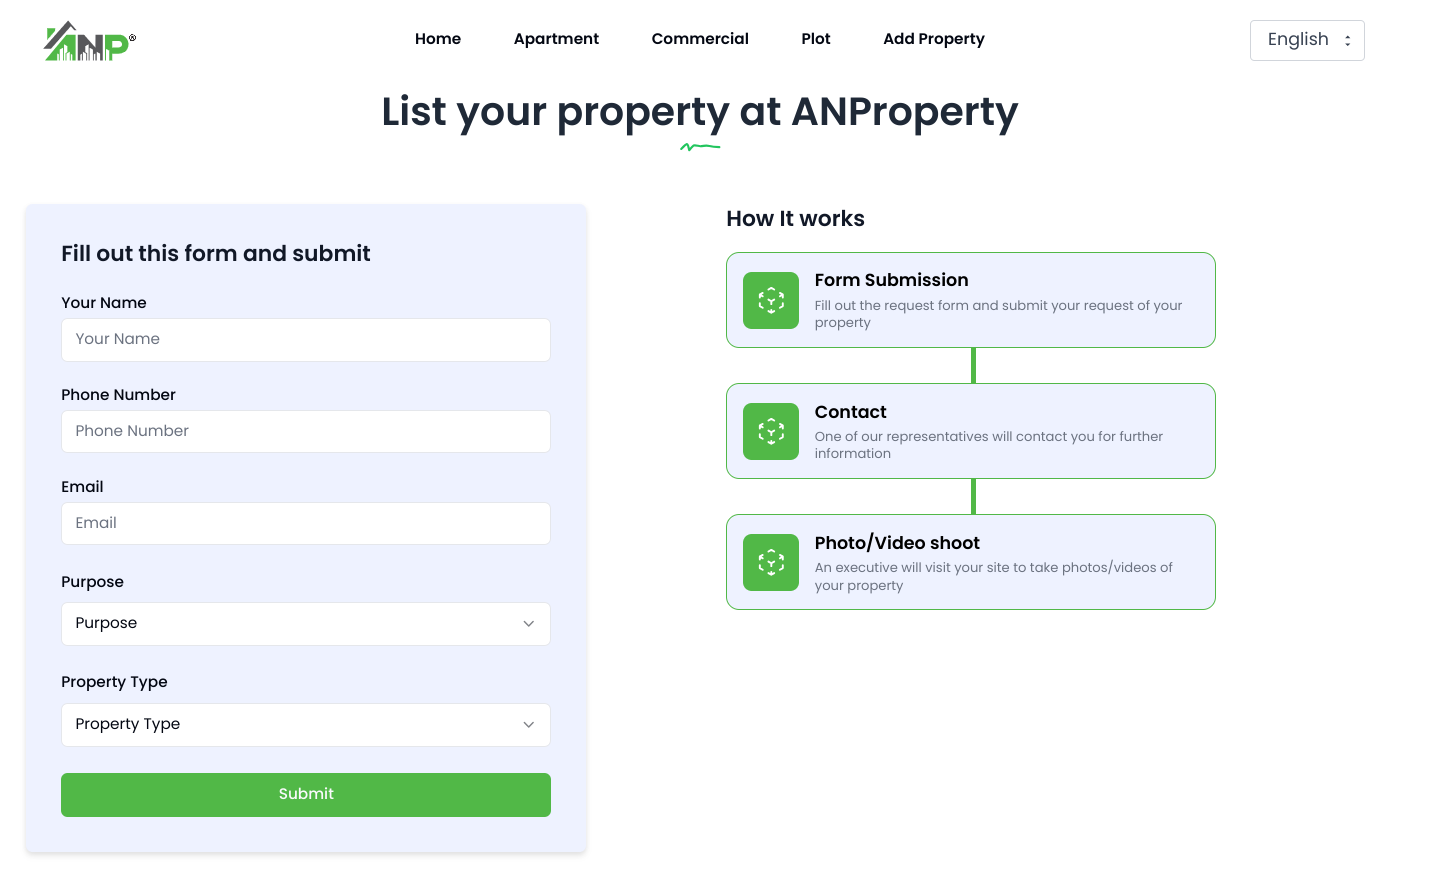 ANP®
Home Apartment Commercial Plot Add Property
English
List your property at ANProperty
Fill out this form and submit
Your Name
Your Name
Phone Number
Phone Number
Email
Email
Purpose
Purpose
Property Type
Property Type
Submit
How It works
Form Submission
Fill out the request form and submit your request of your
property
Contact
One of our representatives will contact you for further
information
Photo/Video shoot
An executive will visit your site to take photos/videos of
your property